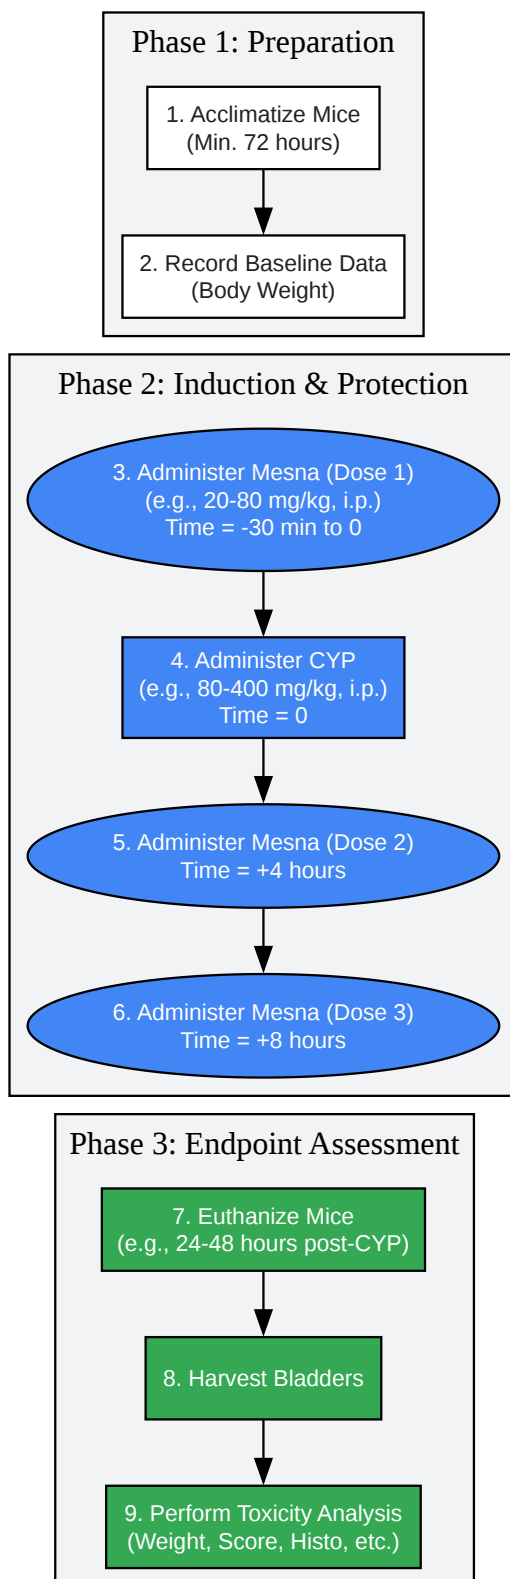 Phase 1: Preparation
1. Acclimatize Mice
(Min. 72 hours)
2. Record Baseline Data
(Body Weight)
Phase 2: Induction & Protection
3. Administer Mesna (Dose 1)
(e.g., 20-80 mg/kg, i.p.)
Time = -30 min to 0
4. Administer CYP
(e.g., 80-400 mg/kg, i.p.)
Time = 0
5. Administer Mesna (Dose 2)
Time = +4 hours
6. Administer Mesna (Dose 3)
Time = +8 hours
Phase 3: Endpoint Assessment
7. Euthanize Mice
(e.g., 24-48 hours post-CYP)
8. Harvest Bladders
9. Perform Toxicity Analysis
(Weight, Score, Histo, etc.)